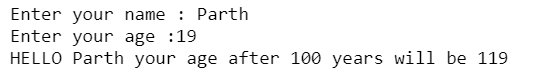 Enter your name : Parth
Enter your age :19
HELLO Parth your age after 100 years will be 119